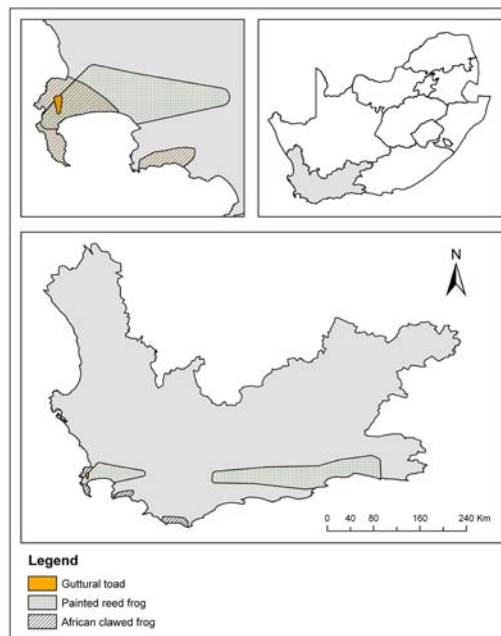 N
0 40 80 160 240 Km
Legend
Guttural toad
Painted reed frog
African clawed frog